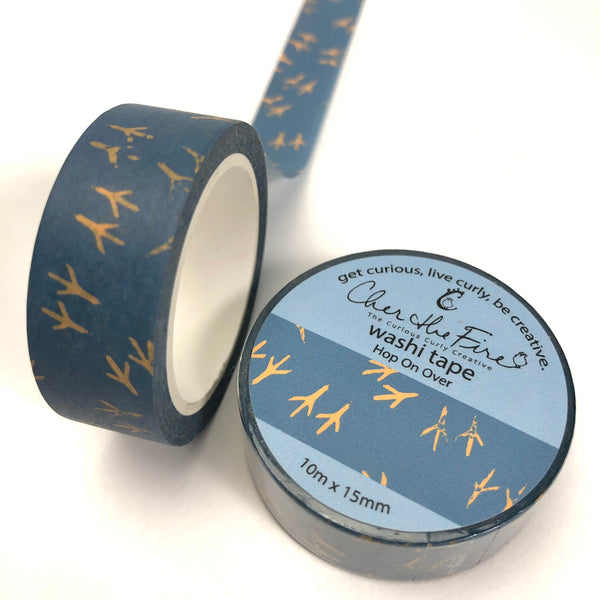 get curious, live curly, be creative.
Cher the Fire
The Curious Curly Creative
washi tape
Hop On Over
10m x 15mm